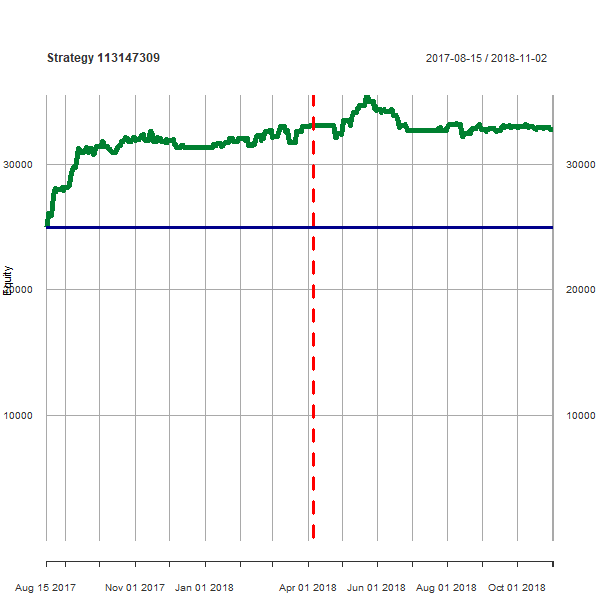 Strategy 113147309 2017-08-15 / 2018-11-02
30000 30000
Equity
20000 20000
10000 10000
Aug 15 2017 Nov 01 2017 Jan 01 2018 Apr 01 2018 Jun 01 2018 Aug 01 2018 Oct 01 2018